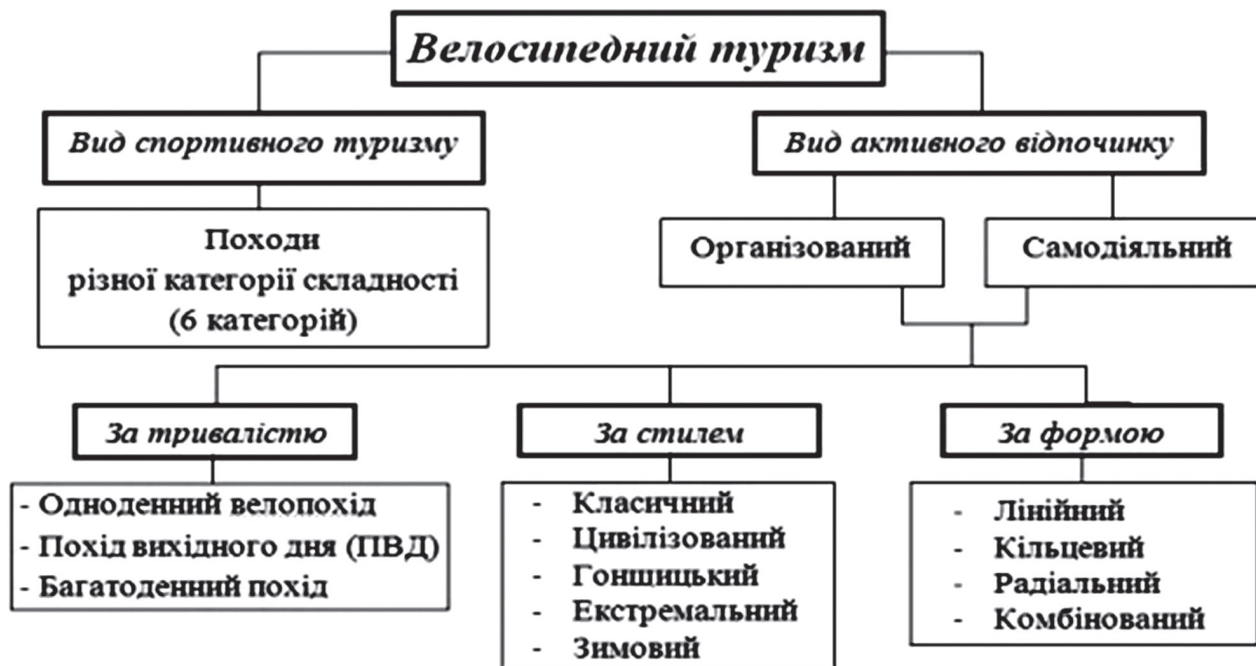 Велосипедний туризм
Вид спортивного туризму
Вид активного відпочинку
Походи
різної категорії складності
(6 категорій)
Організований
Самодіяльний
За тривалістю
- Одноденний велопохід
- Похід вихідного дня (ПВД)
- Багатоденний похід
За стилем
- Класичний
- Цивілізований
- Гонщицький
- Екстремальний
- Зимовий
За формою
- Лінійний
- Кільцевий
- Радіальний
- Комбінований